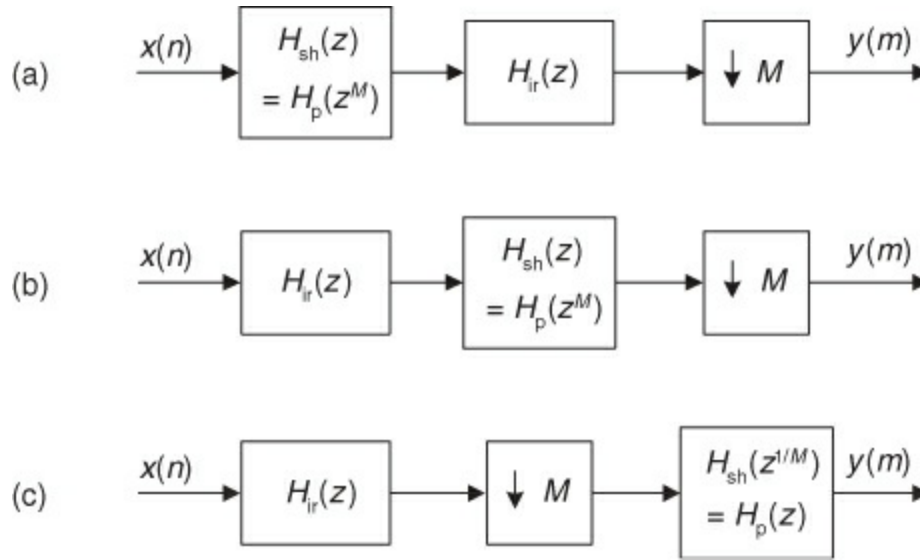 (a)
x(n)
H_sh(z)
= H_p(z^M)
H_ir(z)
↓ M
y(m)
(b)
x(n)
H_ir(z)
H_sh(z)
= H_p(z^M)
↓ M
y(m)
(c)
x(n)
H_ir(z)
↓ M
H_sh(z^{1/M})
= H_p(z)
y(m)